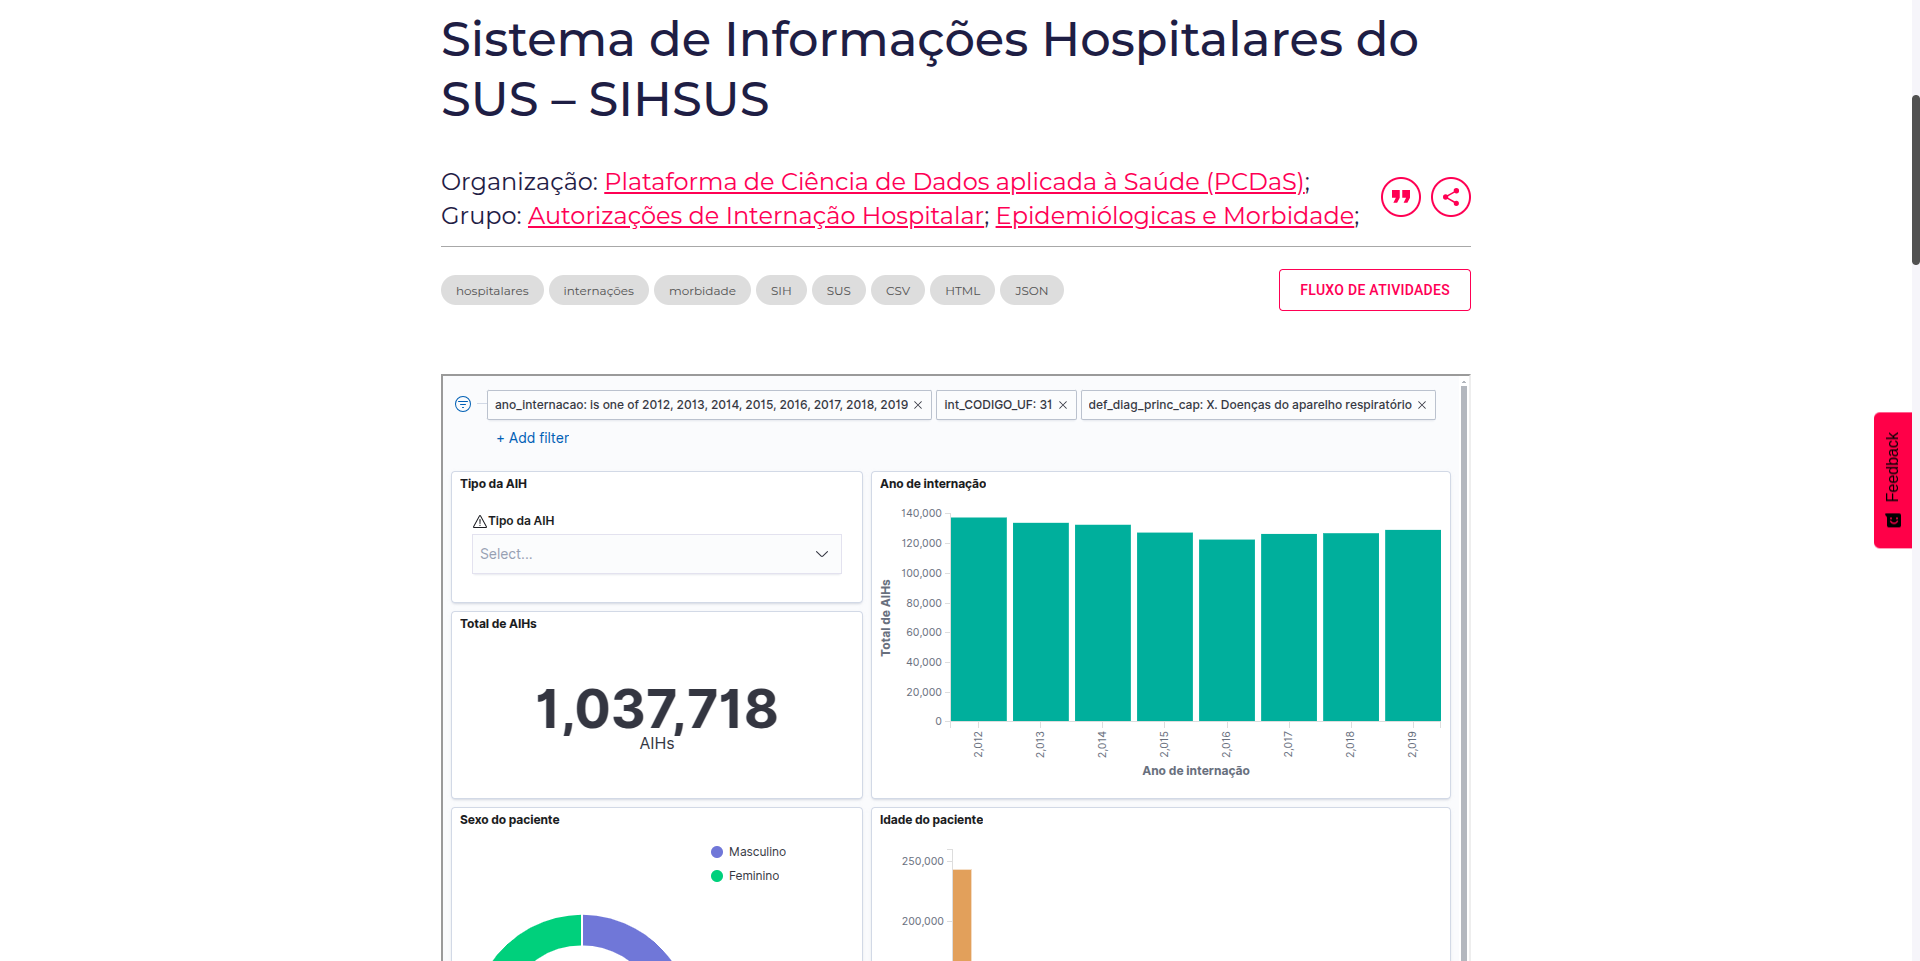 Sistema de Informações Hospitalares do
SUS – SIHSUS
Organização: Plataforma de Ciência de Dados aplicada à Saúde (PCDaS);
Grupo: Autorizações de Internação Hospitalar; Epidemiólogicas e Morbidade;
hospitalares internações morbidade SIH SUS CSV HTML JSON
FLUXO DE ATIVIDADES
ano_internacao: is one of 2012, 2013, 2014, 2015, 2016, 2017, 2018, 2019 × int_CODIGO_UF: 31 × def_diag_princ_cap: X. Doenças do aparelho respiratório ×
+ Add filter
Tipo da AIH
Tipo da AIH
Select...
Total de AIHs
1,037,718
AIHs
Ano de internação
140,000
120,000
100,000
80,000
60,000
40,000
20,000
0
Total de AIHs
2,012 2,013 2,014 2,015 2,016 2,017 2,018 2,019
Ano de internação
Sexo do paciente
Masculino
Feminino
Idade do paciente
250,000
200,000
Feedback